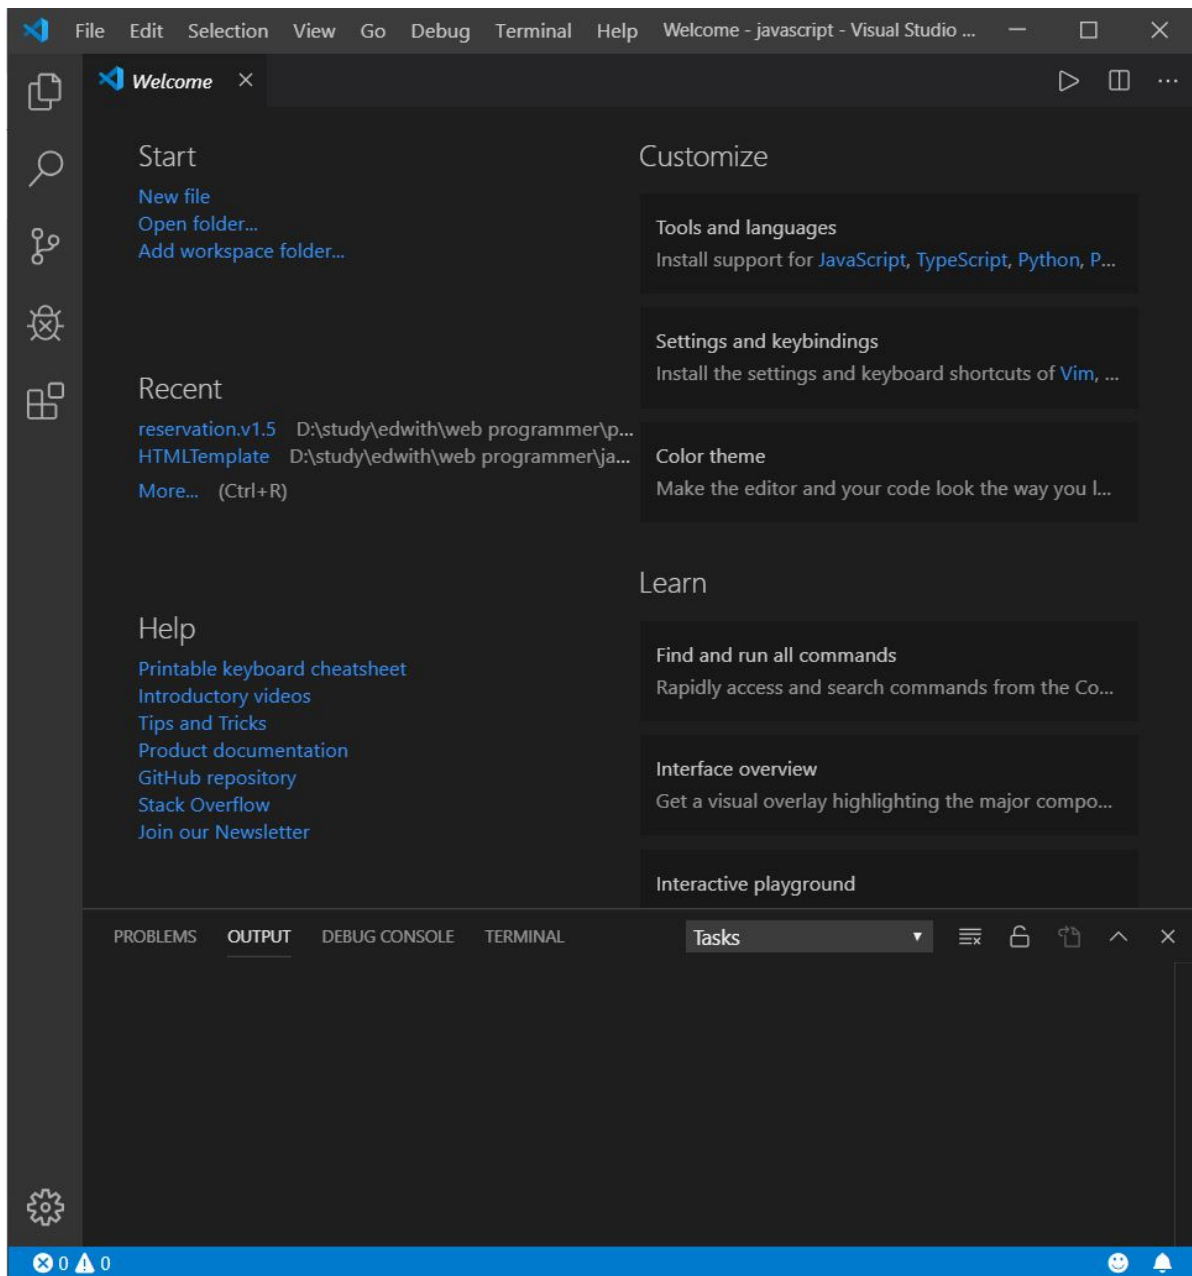 File Edit Selection View Go Debug Terminal Help Welcome - javascript - Visual Studio ...
Welcome
Start
New file
Open folder...
Add workspace folder...
Recent
reservation.v1.5 D:\study\edwith\web programmer\p...
HTMLTemplate D:\study\edwith\web programmer\ja...
More... (Ctrl+R)
Help
Printable keyboard cheatsheet
Introductory videos
Tips and Tricks
Product documentation
GitHub repository
Stack Overflow
Join our Newsletter
Customize
Tools and languages
Install support for JavaScript, TypeScript, Python, P...
Settings and keybindings
Install the settings and keyboard shortcuts of Vim, ...
Color theme
Make the editor and your code look the way you l...
Learn
Find and run all commands
Rapidly access and search commands from the Co...
Interface overview
Get a visual overlay highlighting the major compo...
Interactive playground
PROBLEMS OUTPUT DEBUG CONSOLE TERMINAL Tasks
0 0